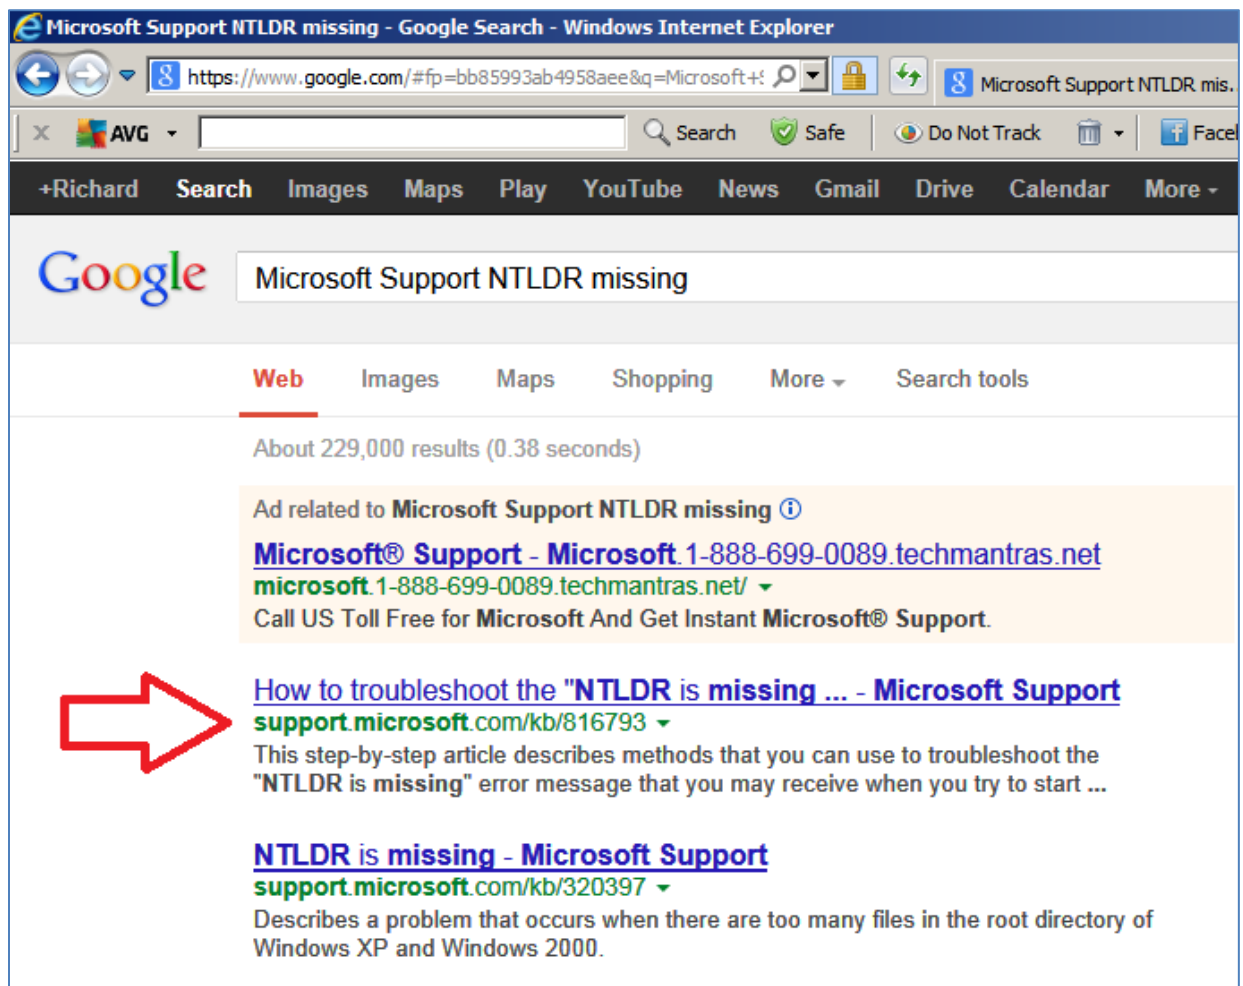 Microsoft Support NTLDR missing - Google Search - Windows Internet Explorer
https://www.google.com/#fp=bb85993ab4958aee&q=Microsoft+S
Microsoft Support NTLDR mis..
x AVG Search Safe Do Not Track
+Richard Search Images Maps Play YouTube News Gmail Drive Calendar More
Google Microsoft Support NTLDR missing
Web Images Maps Shopping More Search tools
About 229,000 results (0.38 seconds)
Ad related to Microsoft Support NTLDR missing
Microsoft® Support - Microsoft.1-888-699-0089.techmantras.net
microsoft.1-888-699-0089.techmantras.net/
Call US Toll Free for Microsoft And Get Instant Microsoft® Support.
How to troubleshoot the "NTLDR is missing ... - Microsoft Support
support.microsoft.com/kb/816793
This step-by-step article describes methods that you can use to troubleshoot the
"NTLDR is missing" error message that you may receive when you try to start ...
NTLDR is missing - Microsoft Support
support.microsoft.com/kb/320397
Describes a problem that occurs when there are too many files in the root directory of
Windows XP and Windows 2000.